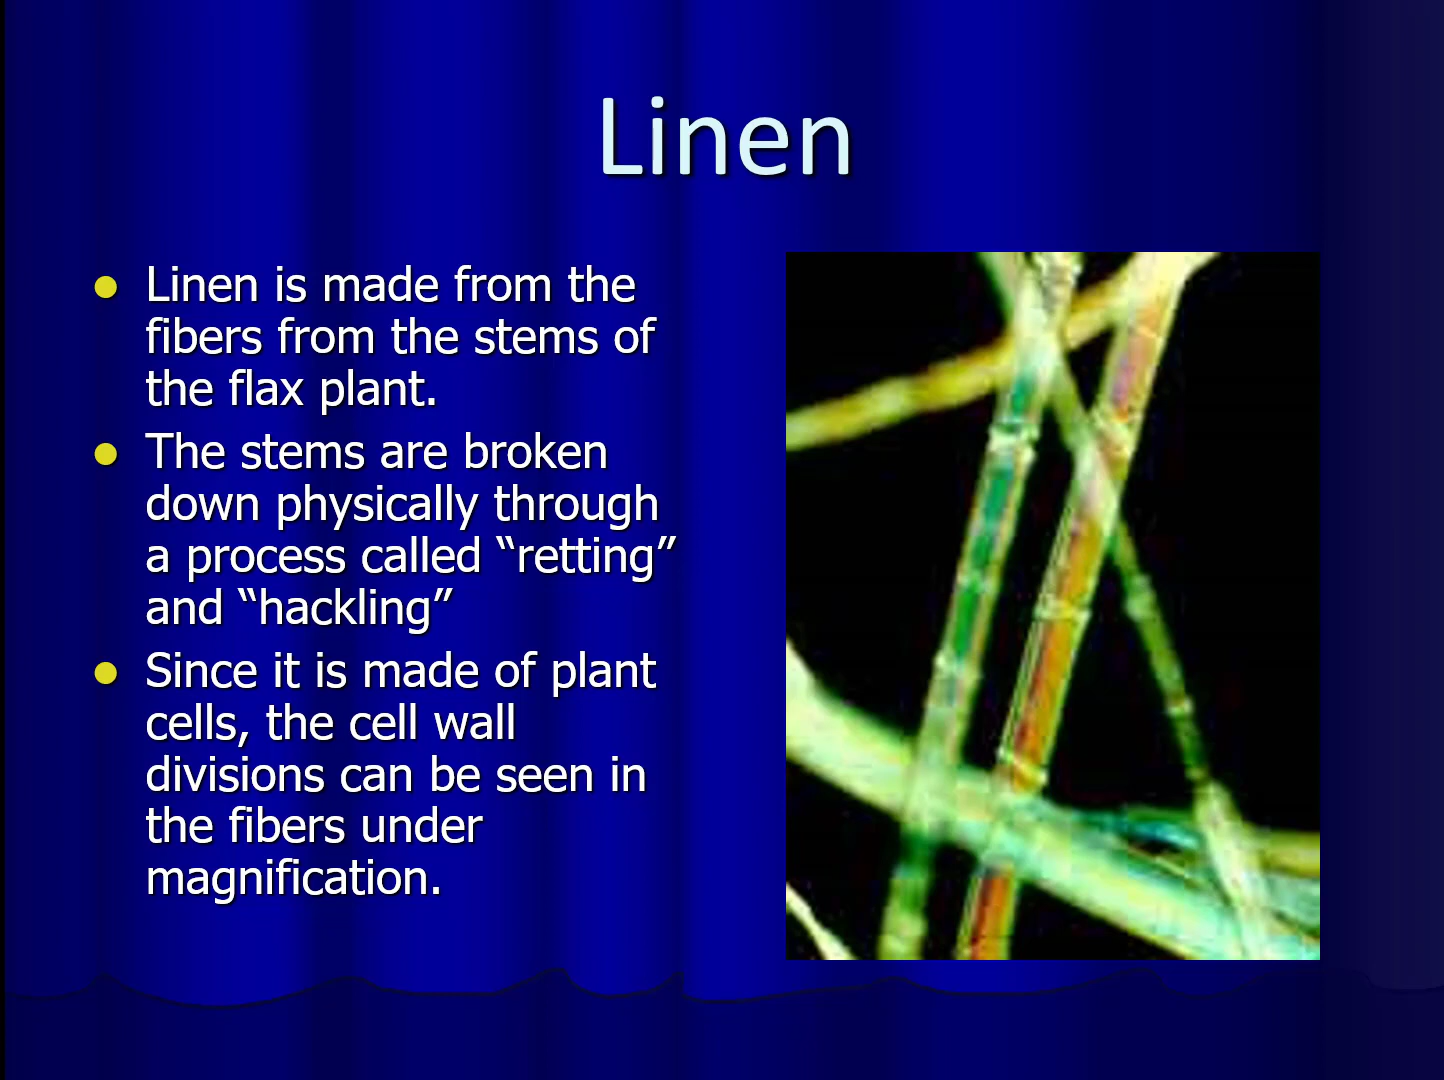 Linen
Linen is made from the
fibers from the stems of
the flax plant.
The stems are broken
down physically through
a process called “retting”
and “hackling”
Since it is made of plant
cells, the cell wall
divisions can be seen in
the fibers under
magnification.